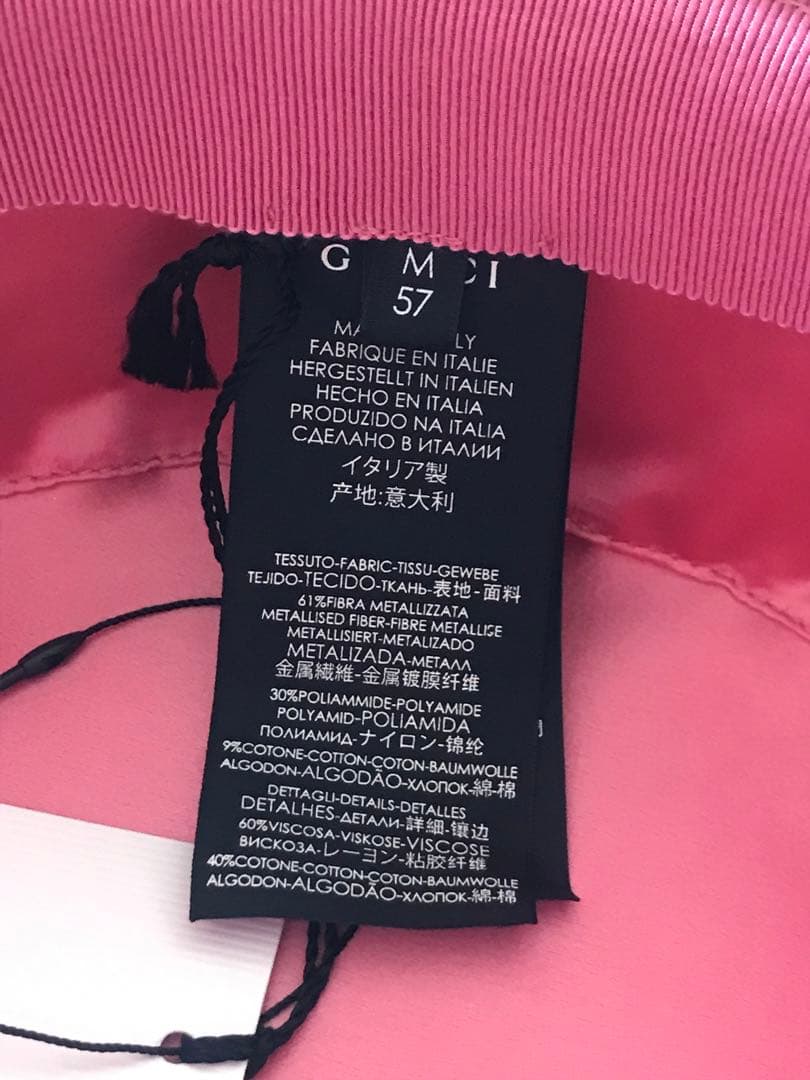 G CI
M
57
MA LY
FABRIQUE EN ITALIE
HERGESTELLT IN ITALIEN
HECHO EN ITALIA
PRODUZIDO NA ITALIA
СДЕЛАНО В ИТАЛИИ
イタリア製
产地:意大利
TESSUTO-FABRIC-TISSU-GEWEBE
TEJIDO-TECIDO-ТКАНЬ-表地-面料
61%FIBRA METALLIZZATA
METALLISED FIBER-FIBRE METALLISE
METALLISIERT-METALIZADO
METALIZADA-МЕТАЛЛ
金属繊維-金属镀膜纤维
30%POLIAMMIDE-POLYAMIDE
POLYAMID-POLIAMIDA
ПОЛИАМИД-ナイロン-锦纶
9%COTONE-COTTON-COTON-BAUMWOLLE
ALGODON-ALGODÃO-ХЛОПОК-綿-棉
DETTAGLI-DETAILS-DETALLES
DETALHES-ДЕТАЛИ-詳細-镶边
60%VISCOSA-VISKOSE-VISCOSE
ВИСКОЗА-レーヨン-粘胶纤维
40%COTONE-COTTON-COTON-BAUMWOLLE
ALGODON-ALGODÃO-ХЛОПОК-綿-棉